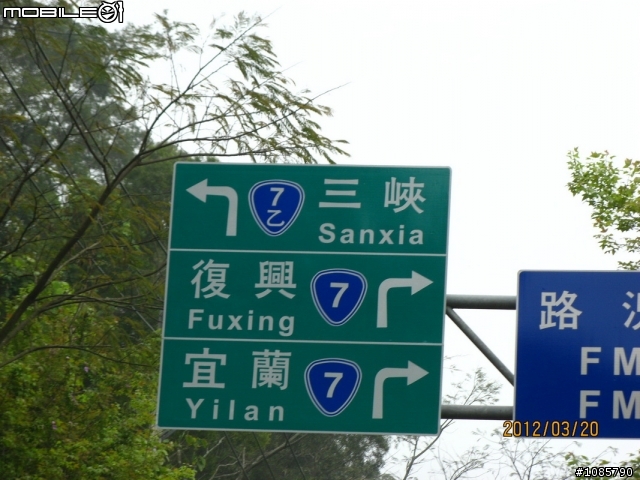 MOBILE01
7乙 三峽
Sanxia
復興 7
Fuxing
宜蘭 7
Yilan
路
FM
FM
2012/03/20
#1085790